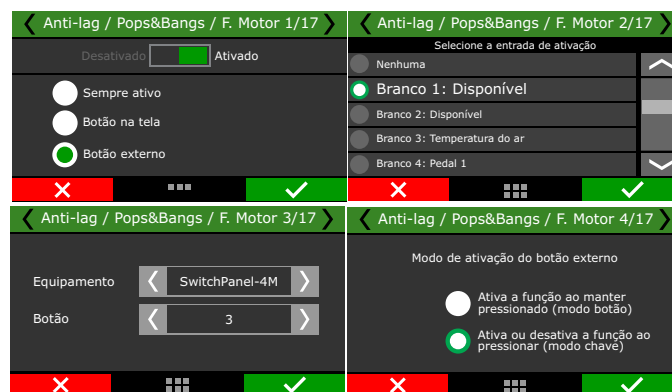 Anti-lag / Pops&Bangs / F. Motor 1/17
Desativado Ativado
Sempre ativo
Botão na tela
Botão externo
Anti-lag / Pops&Bangs / F. Motor 2/17
Selecione a entrada de ativação
Nenhuma
Branco 1: Disponível
Branco 2: Disponível
Branco 3: Temperatura do ar
Branco 4: Pedal 1
Anti-lag / Pops&Bangs / F. Motor 3/17
Equipamento SwitchPanel-4M
Botão 3
Anti-lag / Pops&Bangs / F. Motor 4/17
Modo de ativação do botão externo
Ativa a função ao manter
pressionado (modo botão)
Ativa ou desativa a função ao
pressionar (modo chave)